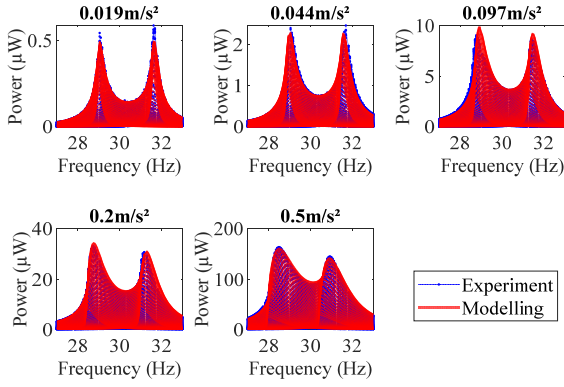 0.019m/s²
0.044m/s²
0.097m/s²
Power (µW)
0.5
0
28 30 32
Frequency (Hz)
Power (µW)
2
0
28 30 32
Frequency (Hz)
Power (µW)
10
5
0
28 30 32
Frequency (Hz)
0.2m/s²
0.5m/s²
Power (µW)
40
20
0
28 30 32
Frequency (Hz)
Power (µW)
200
100
0
28 30 32
Frequency (Hz)
Experiment
Modelling